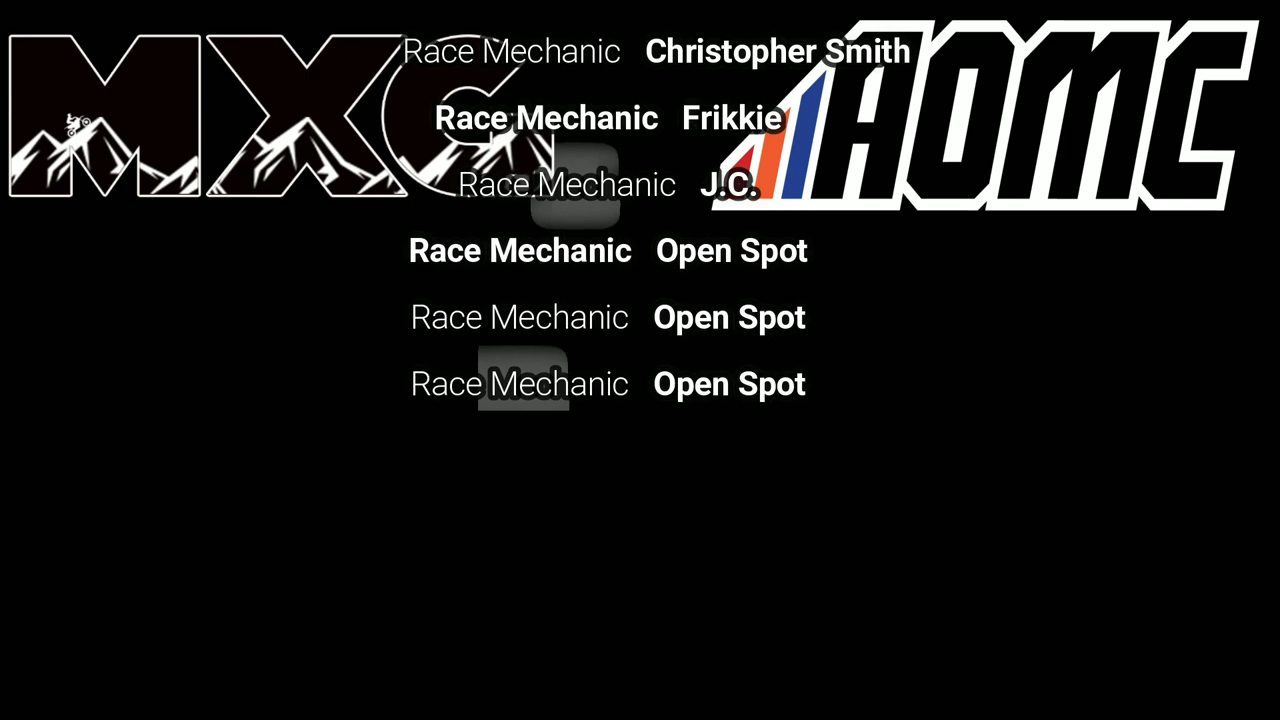 MXC
AOMC
Race Mechanic Christopher Smith
Race Mechanic Frikkie
Race Mechanic J.C.
Race Mechanic Open Spot
Race Mechanic Open Spot
Race Mechanic Open Spot